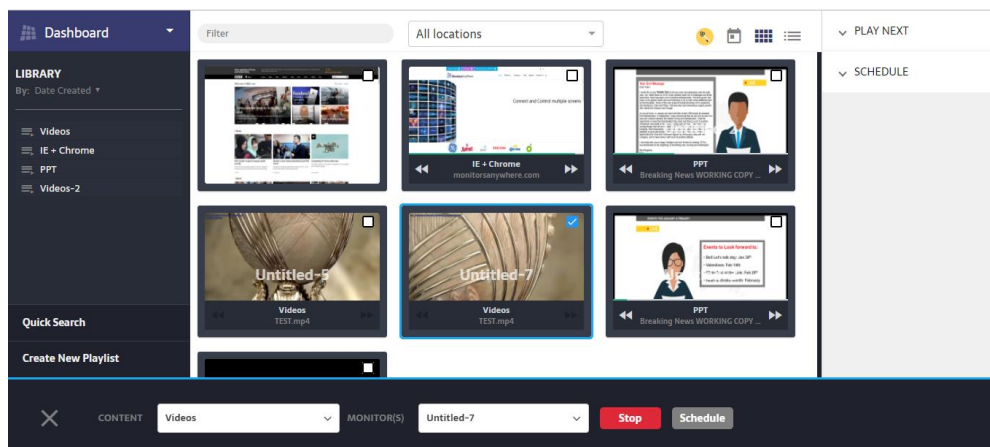 Dashboard
Filter
All locations
PLAY NEXT
SCHEDULE
LIBRARY
By: Date Created
Videos
IE + Chrome
PPT
Videos-2
Quick Search
Create New Playlist
Connect and Control multiple screens
IE + Chrome
monitorsanywhere.com
PPT
Breaking News WORKING COPY ...
Untitled-5
Videos
TEST.mp4
Untitled-7
Videos
TEST.mp4
Events to Look forward to:
PPT
Breaking News WORKING COPY ...
CONTENT
Videos
MONITOR(S)
Untitled-7
Stop
Schedule